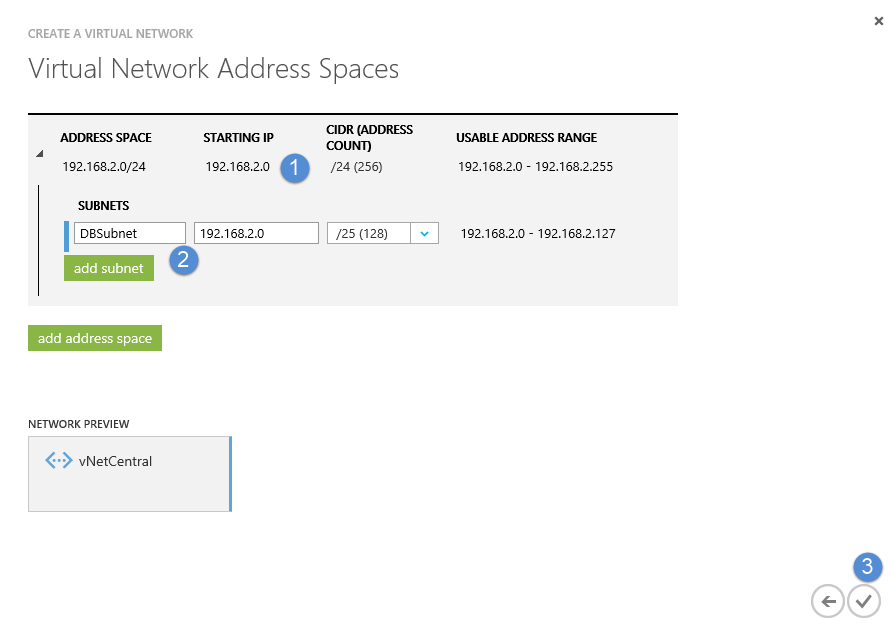 CREATE A VIRTUAL NETWORK
Virtual Network Address Spaces
ADDRESS SPACE STARTING IP CIDR (ADDRESS COUNT) USABLE ADDRESS RANGE
192.168.2.0/24 192.168.2.0 1 /24 (256) 192.168.2.0 - 192.168.2.255
SUBNETS
DBSubnet 192.168.2.0 /25 (128) 192.168.2.0 - 192.168.2.127
add subnet 2
add address space
NETWORK PREVIEW
vNetCentral
3